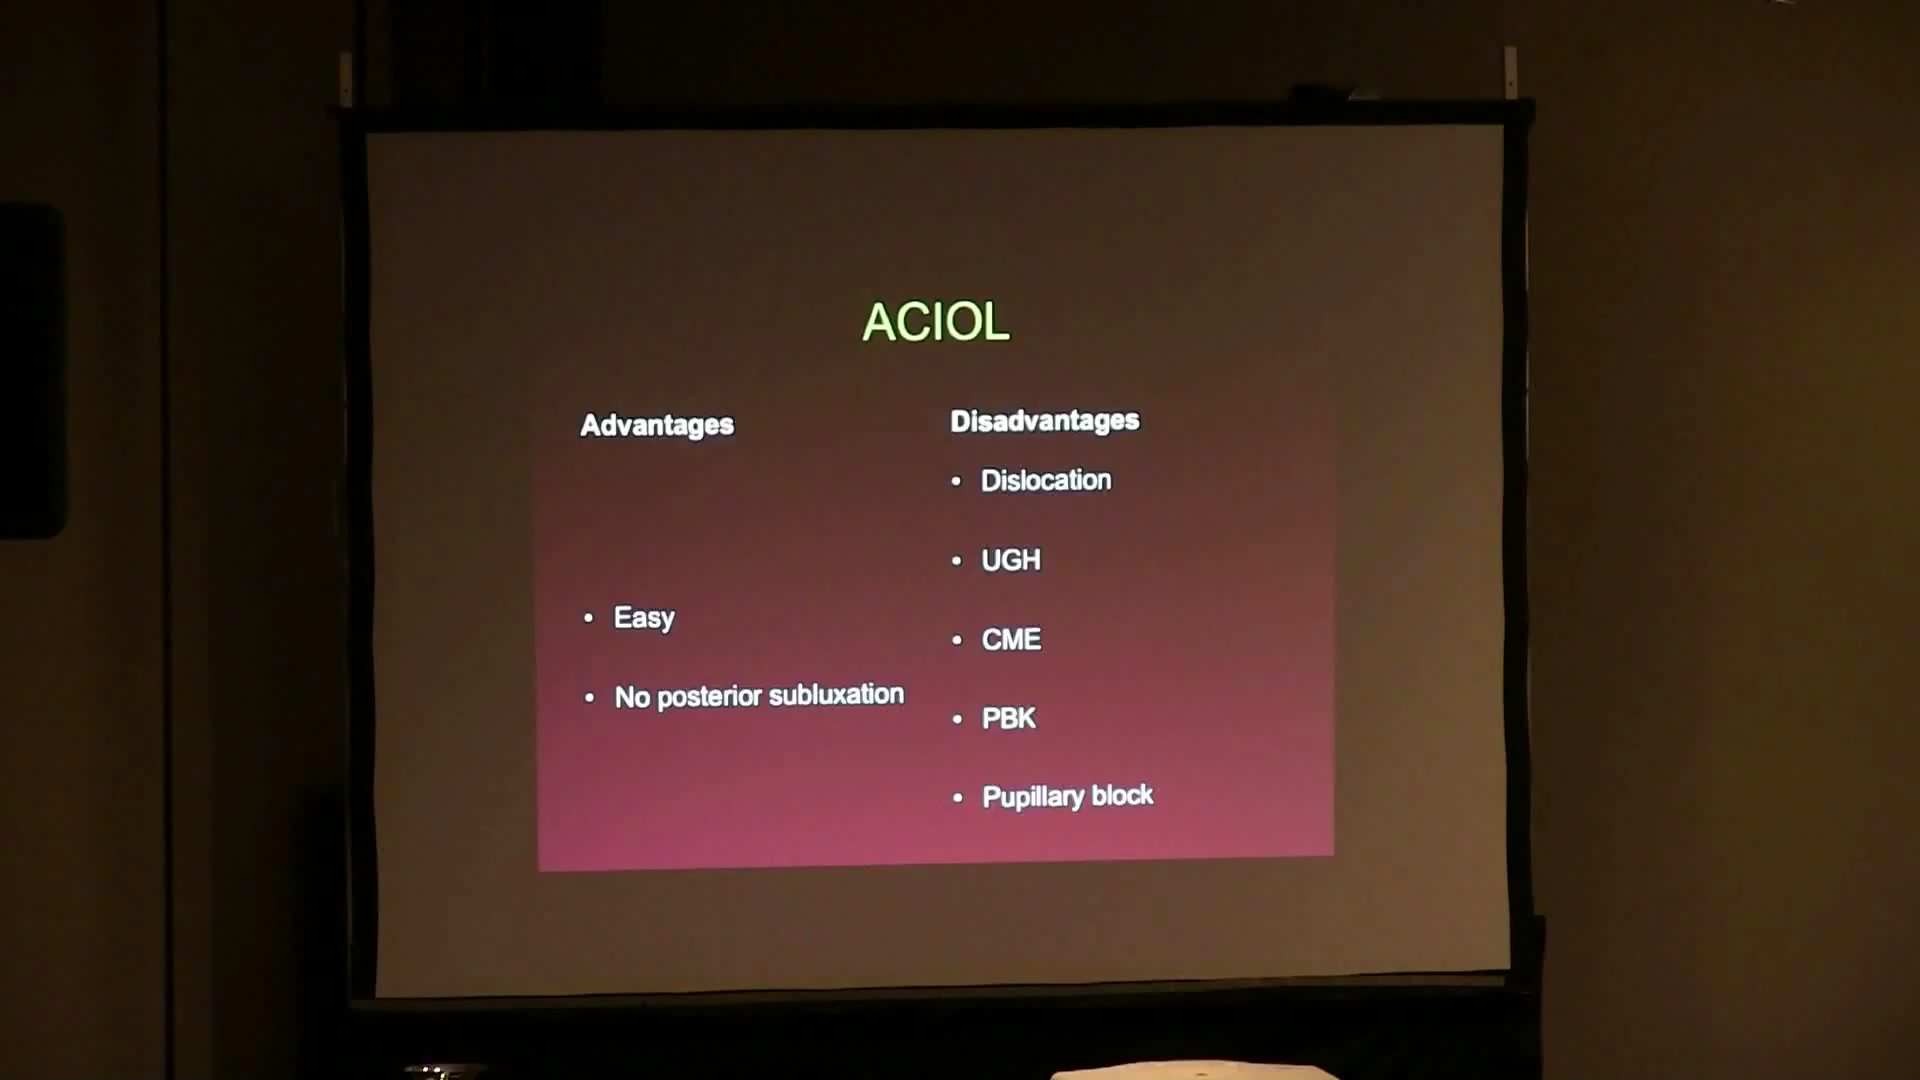 ACIOL
Advantages
• Easy
• No posterior subluxation
Disadvantages
• Dislocation
• UGH
• CME
• PBK
• Pupillary block